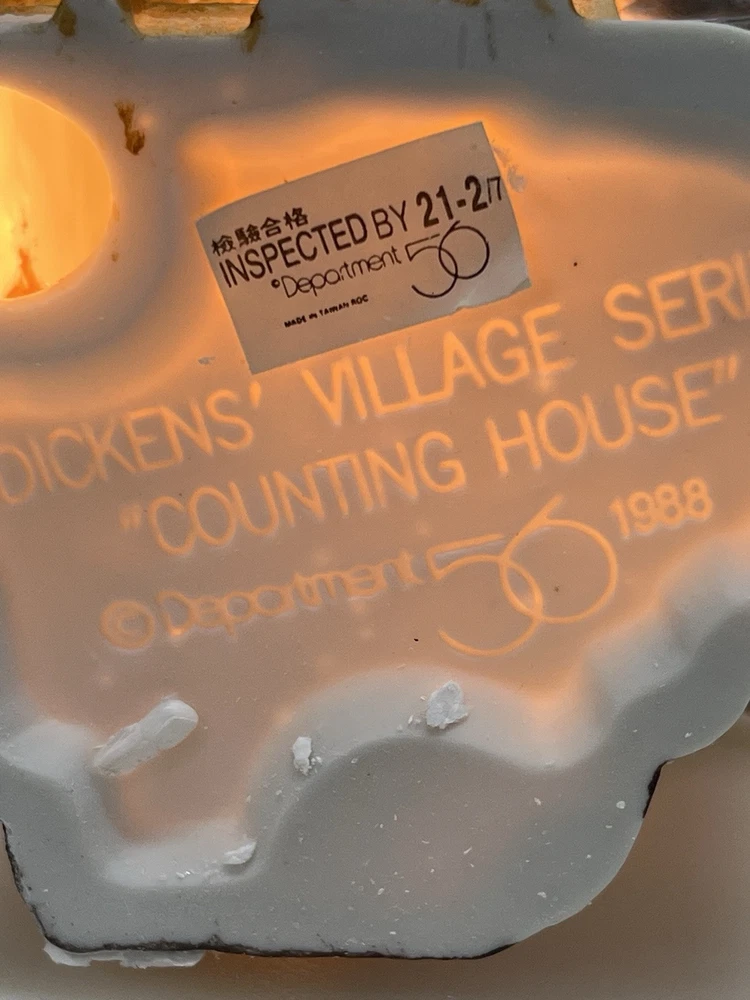 檢驗合格
INSPECTED BY 21-2/7
©Department 56
MADE IN TAIWAN ROC
DICKENS' VILLAGE SERI
"COUNTING HOUSE"
©Department 56 1988